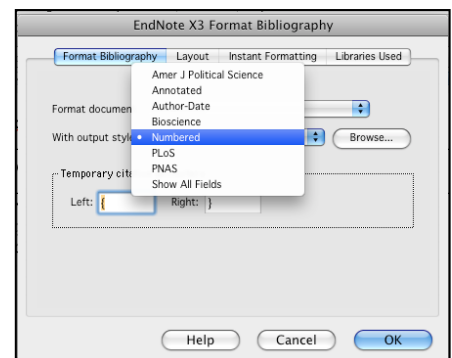 EndNote X3 Format Bibliography
Format Bibliography Layout Instant Formatting Libraries Used
Amer J Political Science
Annotated
Format documen Author-Date
Bioscience
With output style • Numbered Browse...
PLoS
PNAS
Temporary cita
Show All Fields
Left: { Right: }
Help Cancel OK